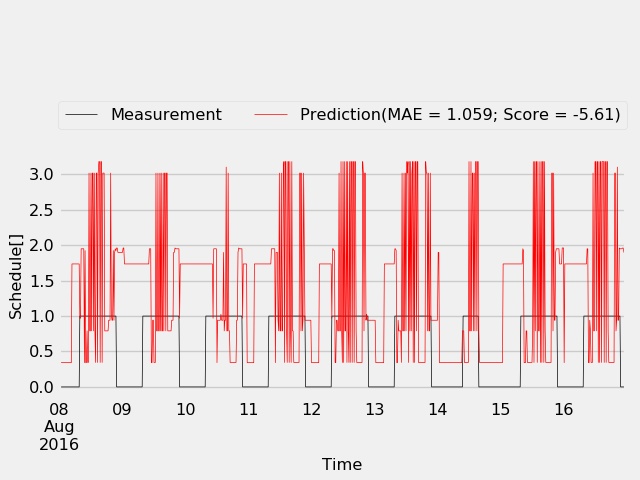 Measurement
Prediction(MAE = 1.059; Score = -5.61)
3.0
2.5
2.0
1.5
1.0
0.5
0.0
Schedule[]
08 09 10 11 12 13 14 15 16
Aug
2016
Time